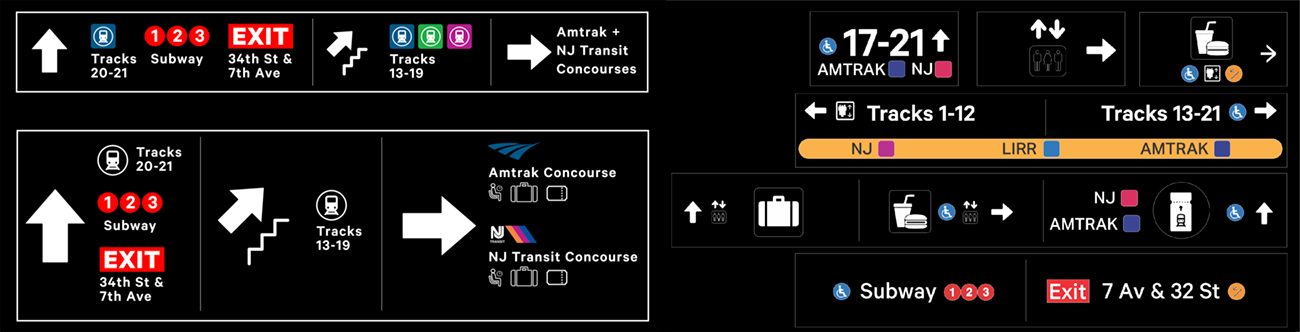 Tracks
20-21
1 2 3
Subway
EXIT
34th St &
7th Ave
Tracks
13-19
Amtrak +
NJ Transit
Concourses
Tracks
20-21
1 2 3
Subway
EXIT
34th St &
7th Ave
Tracks
13-19
Amtrak Concourse
NJ
TRANSIT
NJ Transit Concourse
17-21
AMTRAK NJ
Tracks 1-12
Tracks 13-21
NJ LIRR AMTRAK
NJ
AMTRAK
Subway 1 2 3
Exit 7 Av & 32 St